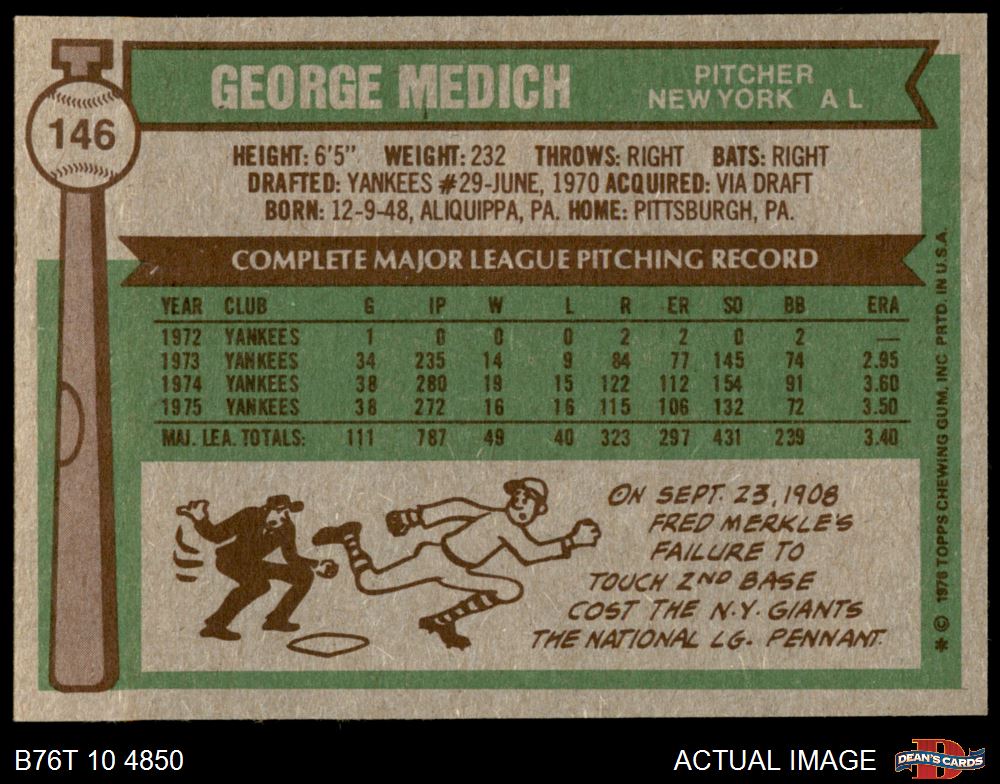 146
GEORGE MEDICH
PITCHER
NEW YORK A L
HEIGHT: 6'5" WEIGHT: 232 THROWS: RIGHT BATS: RIGHT
DRAFTED: YANKEES #29-JUNE, 1970 ACQUIRED: VIA DRAFT
BORN: 12-9-48, ALIQUIPPA, PA. HOME: PITTSBURGH, PA.
COMPLETE MAJOR LEAGUE PITCHING RECORD
YEAR CLUB G IP W L R ER SO BB ERA
1972 YANKEES 1 0 0 0 2 2 0 2 —
1973 YANKEES 34 235 14 9 84 77 145 74 2.95
1974 YANKEES 38 280 19 15 122 112 154 91 3.60
1975 YANKEES 38 272 16 16 115 106 132 72 3.50
MAJ. LEA. TOTALS: 111 787 49 40 323 297 431 239 3.40
ON SEPT. 23, 1908
FRED MERKLE'S
FAILURE TO
TOUCH 2ND BASE
COST THE N.Y. GIANTS
THE NATIONAL LG. PENNANT.
* © 1976 TOPPS CHEWING GUM, INC. PRTD. IN U.S.A.
B76T 10 4850
ACTUAL IMAGE
DEAN'S CARDS